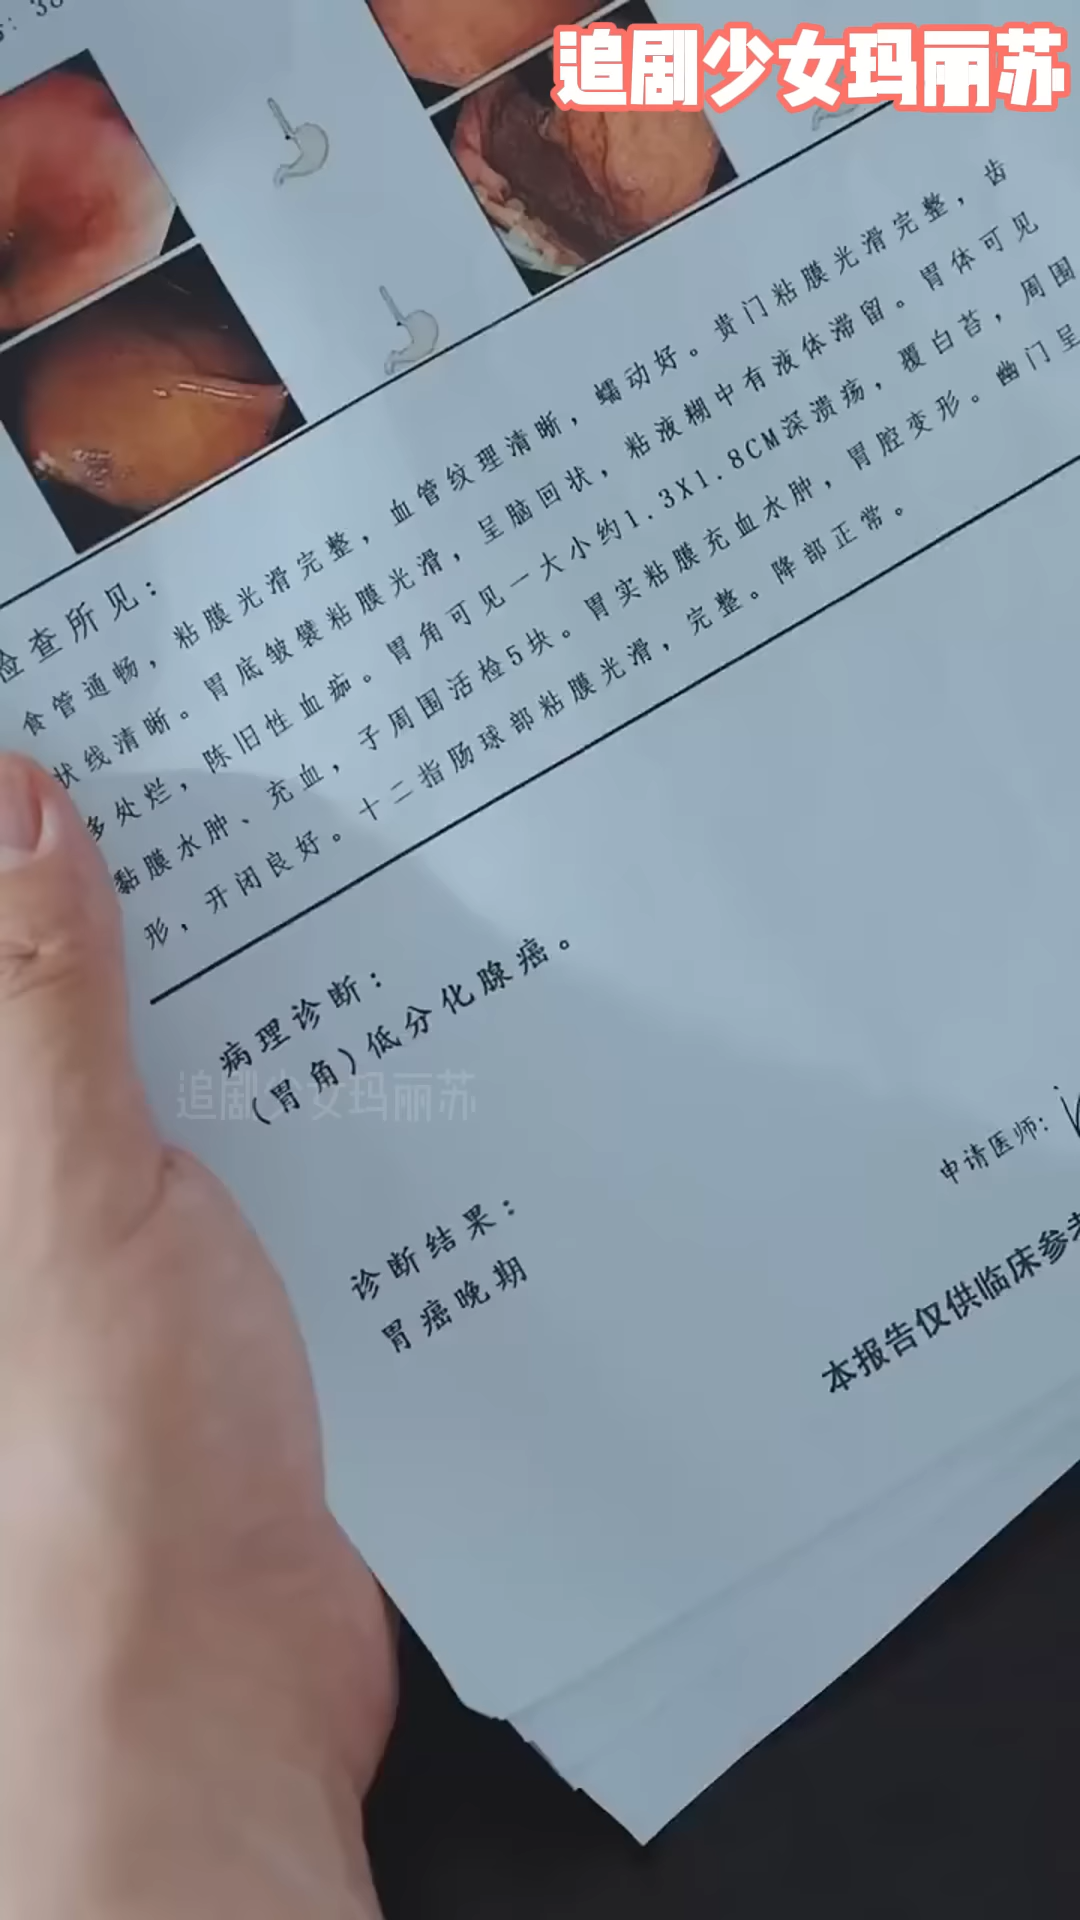 追剧少女玛丽苏
检查所见：
食管通畅，粘膜光滑完整，血管纹理清晰，蠕动好。贲门粘膜光滑完整，齿
状线清晰。胃底皱襞粘膜光滑，呈脑回状，粘液糊中有液体滞留。胃体可见
多处烂，陈旧性血痂。胃角可见一大小约1.3X1.8CM深溃疡，覆白苔，周围
黏膜水肿、充血，子周围活检5块。胃实粘膜充血水肿，胃腔变形。幽门呈
形，开闭良好。十二指肠球部粘膜光滑，完整。降部正常。
病理诊断：
(胃角)低分化腺癌。
追剧少女玛丽苏
申请医师：
诊断结果：
胃癌晚期
本报告仅供临床参考